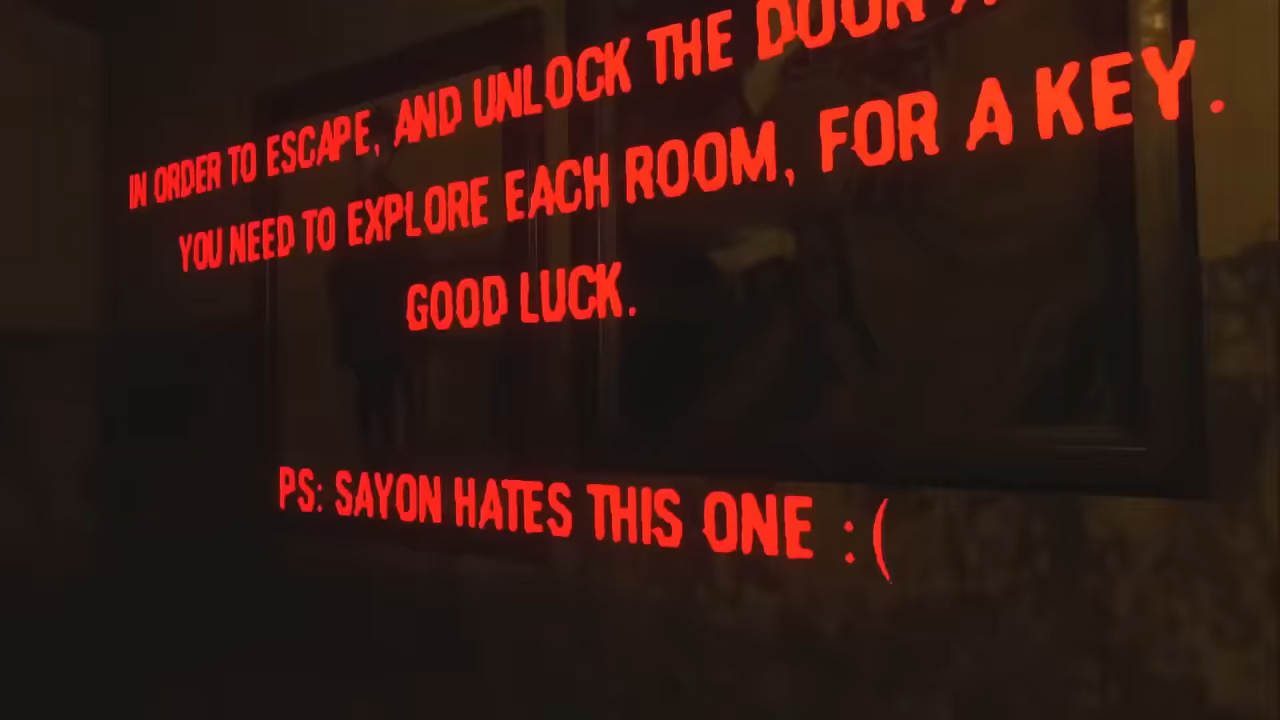 IN ORDER TO ESCAPE, AND UNLOCK THE DOOR
YOU NEED TO EXPLORE EACH ROOM, FOR A KEY.
GOOD LUCK.
PS: SAYON HATES THIS ONE :(